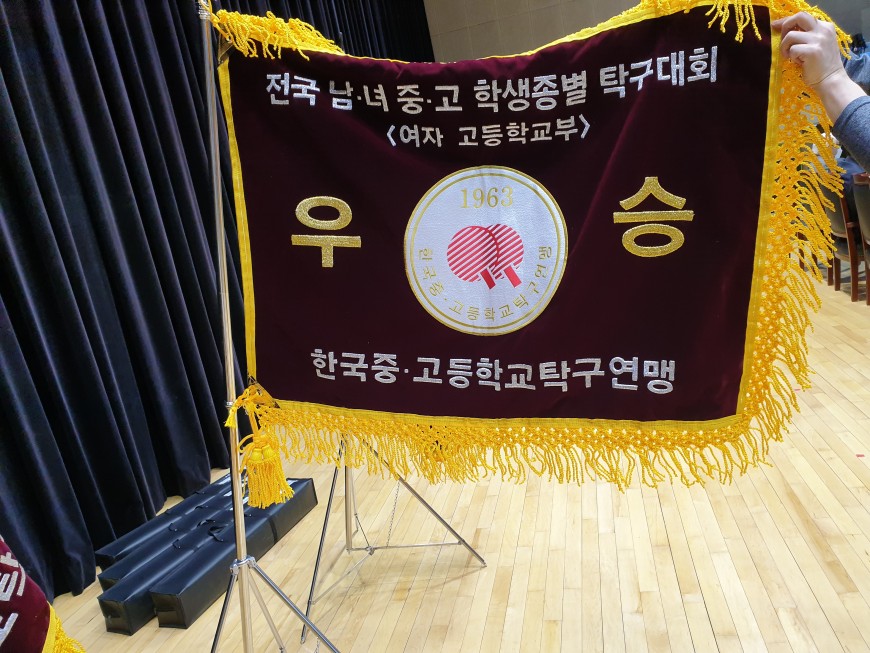 전국 남·녀 중·고 학생종별 탁구대회
<여자 고등학교부>
우 승
1963
한국중·고등학교탁구연맹
한국중·고등학교탁구연맹